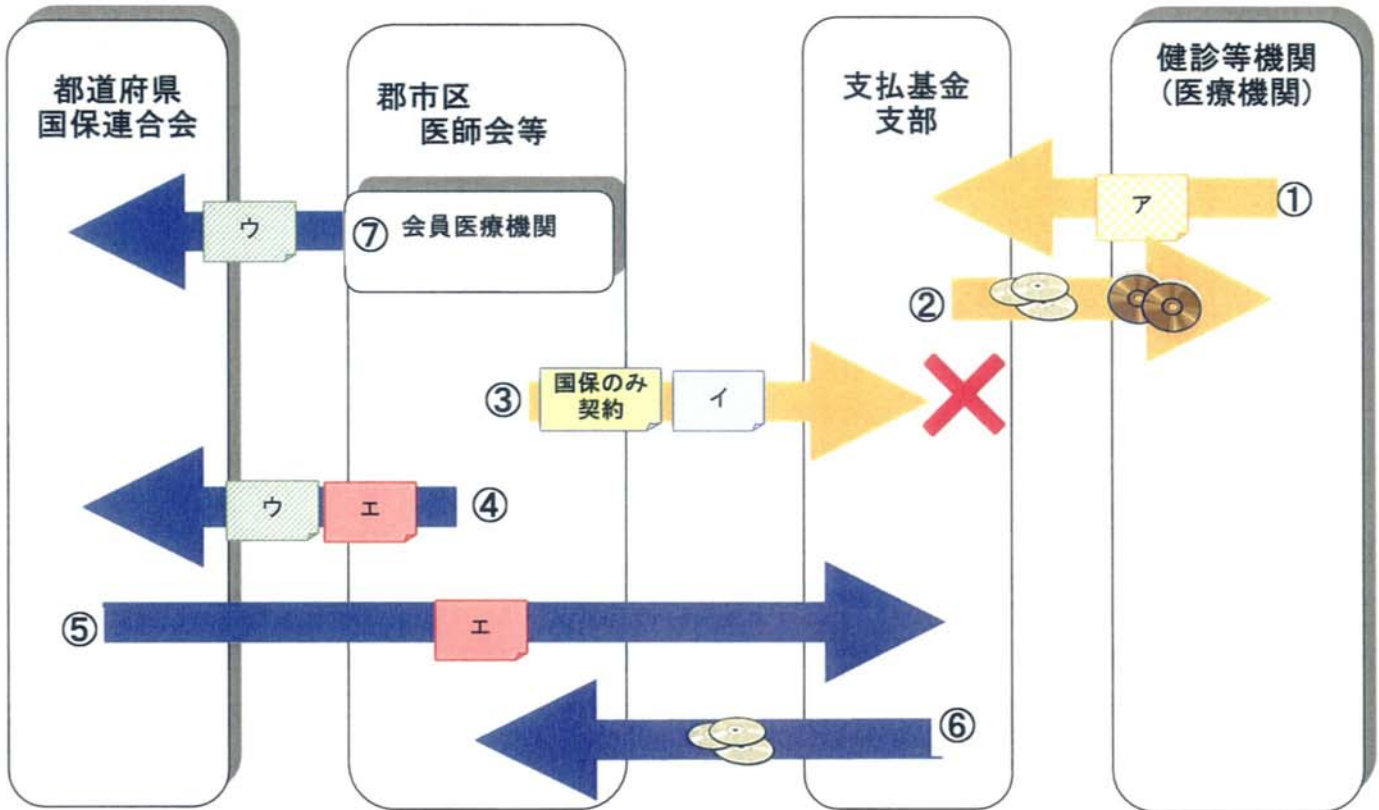 都道府県
国保連合会
郡市区
医師会等
支払基金
支部
健診等機関
（医療機関）
ア
①
ウ
⑦
会員医療機関
②
③
国保のみ
契約
イ
ウ
エ
④
⑤
エ
⑥